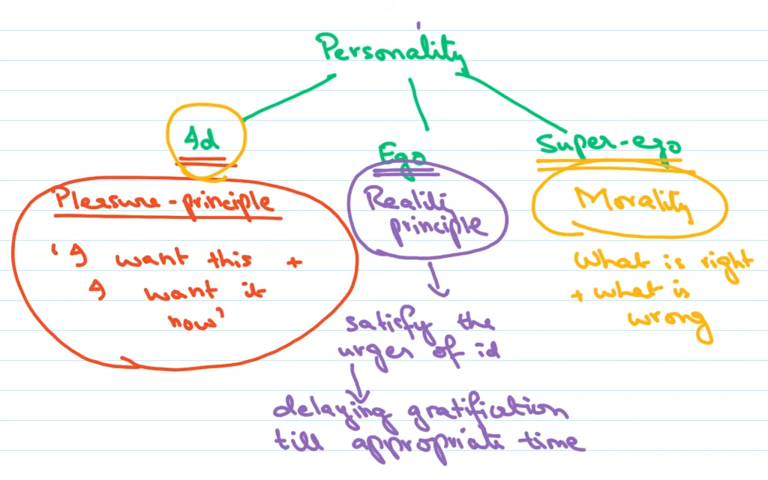 Personality
Id
Ego
Super-ego
Pleasure-principle
'I want this +
I want it
now'
Realiti
principle
satisfy the
urges of id
delaying gratification
till appropriate time
Morality
What is right
+ what is
wrong